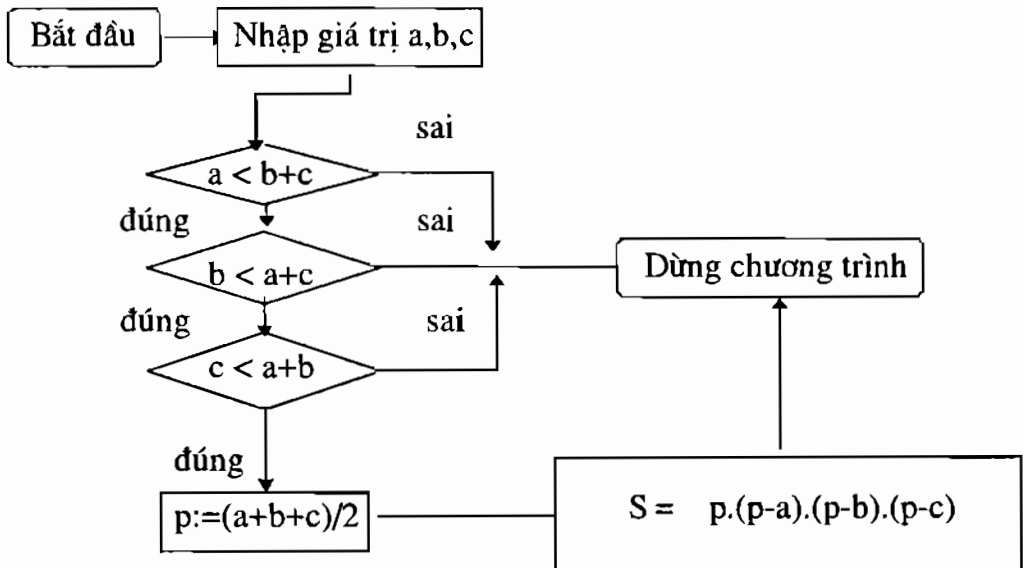 Bắt đầu
Nhập giá trị a,b,c
sai
a < b+c
đúng
sai
b < a+c
Dừng chương trình
đúng
sai
c < a+b
đúng
p:=(a+b+c)/2
S = p.(p-a).(p-b).(p-c)